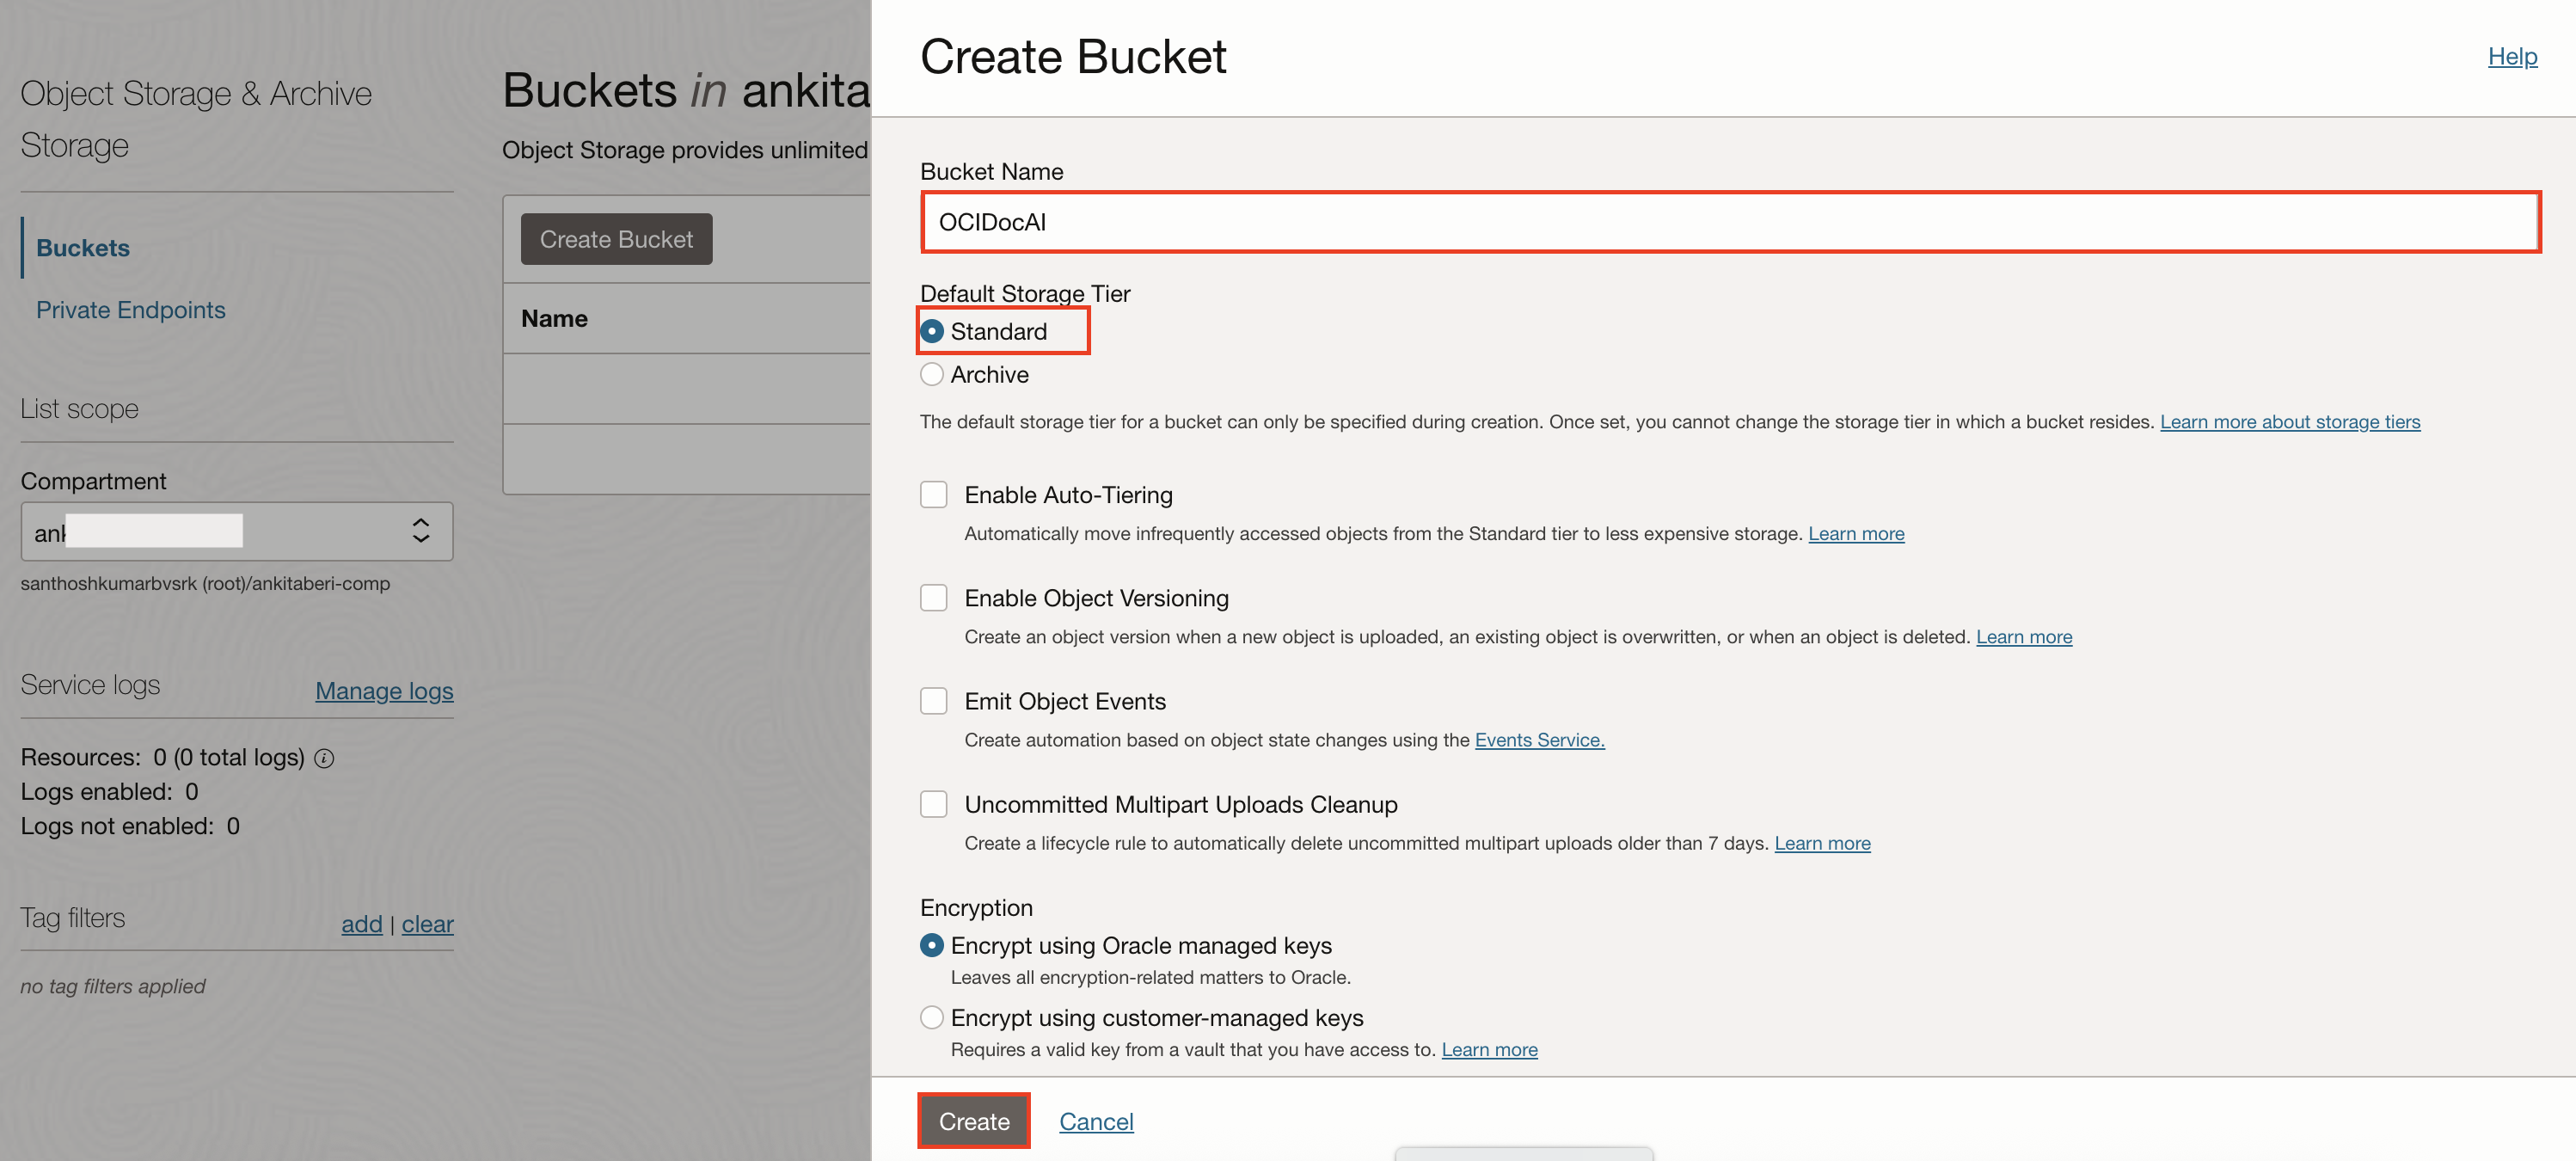 Object Storage & Archive
Storage
Buckets
Private Endpoints
List scope
Compartment
santhoshkumarbvsrk (root)/ankitaberi-comp
Service logs
Manage logs
Resources: 0 (0 total logs)
Logs enabled: 0
Logs not enabled: 0
Tag filters
add | clear
no tag filters applied
Buckets in ankita
Object Storage provides unlimited
Create Bucket
Name
Create Bucket
Help
Bucket Name
OCIDocAI
Default Storage Tier
Standard
Archive
The default storage tier for a bucket can only be specified during creation. Once set, you cannot change the storage tier in which a bucket resides. Learn more about storage tiers
Enable Auto-Tiering
Automatically move infrequently accessed objects from the Standard tier to less expensive storage. Learn more
Enable Object Versioning
Create an object version when a new object is uploaded, an existing object is overwritten, or when an object is deleted. Learn more
Emit Object Events
Create automation based on object state changes using the Events Service.
Uncommitted Multipart Uploads Cleanup
Create a lifecycle rule to automatically delete uncommitted multipart uploads older than 7 days. Learn more
Encryption
Encrypt using Oracle managed keys
Leaves all encryption-related matters to Oracle.
Encrypt using customer-managed keys
Requires a valid key from a vault that you have access to. Learn more
Create
Cancel